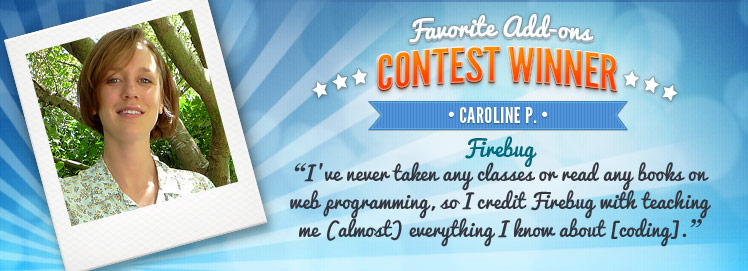 Favorite Add-ons
CONTEST WINNER
• CAROLINE P. •
Firebug
“I've never taken any classes or read any books on
web programming, so I credit Firebug with teaching
me (almost) everything I know about [coding].”